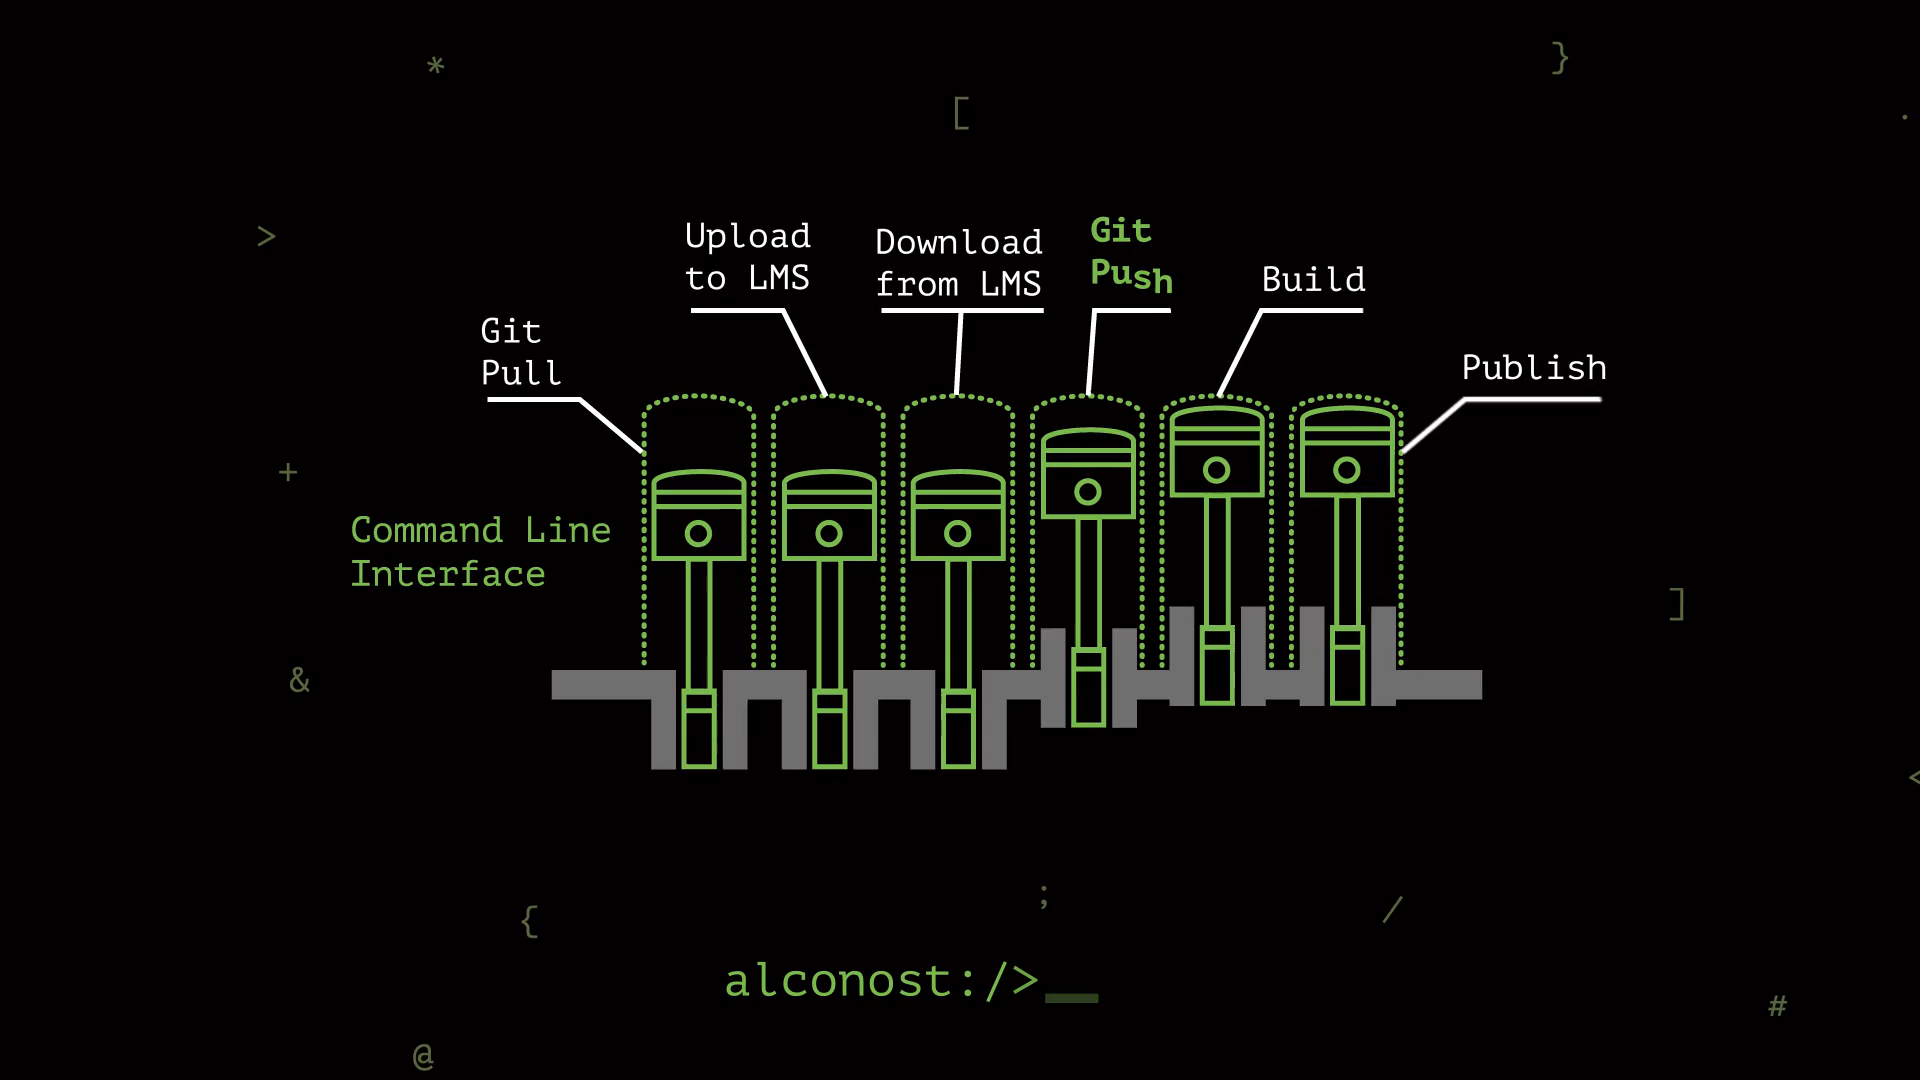 *
}
[
.
>
Upload
to LMS
Download
from LMS
Git
Push
Build
Git
Pull
Publish
+
Command Line
Interface
]
&
<
;
/
{
alconost:/>_
#
@